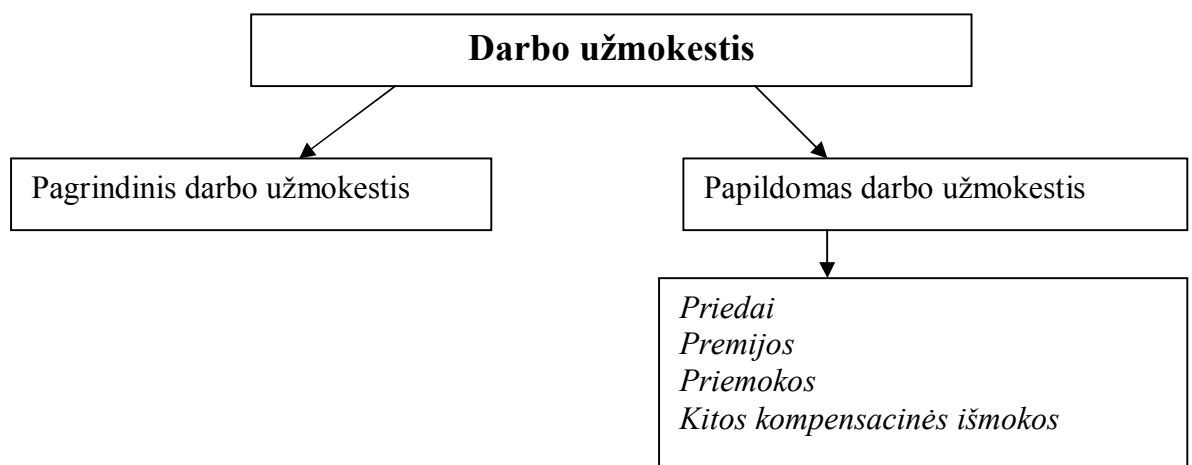 Darbo užmokestis
Pagrindinis darbo užmokestis
Papildomas darbo užmokestis
Priedai
Premijos
Priemokos
Kitos kompensacinės išmokos